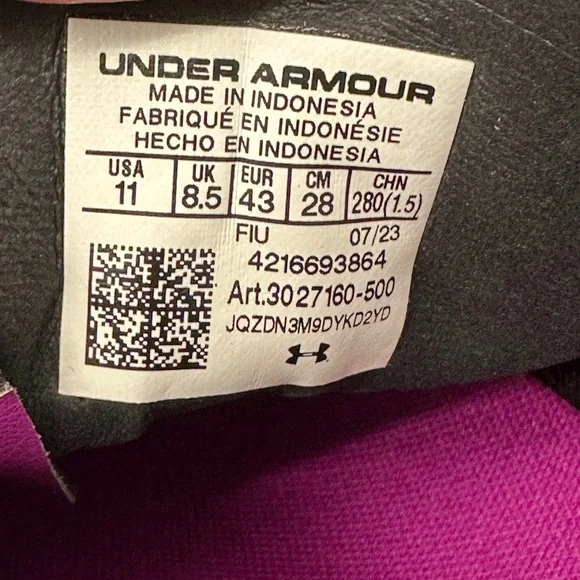 UNDER ARMOUR
MADE IN INDONESIA
FABRIQUÉ EN INDONÉSIE
HECHO EN INDONESIA
USA UK EUR CM CHN
11 8.5 43 28 280(1.5)
FIU 07/23
4216693864
Art.3027160-500
JQZDN3M9DYKD2YD